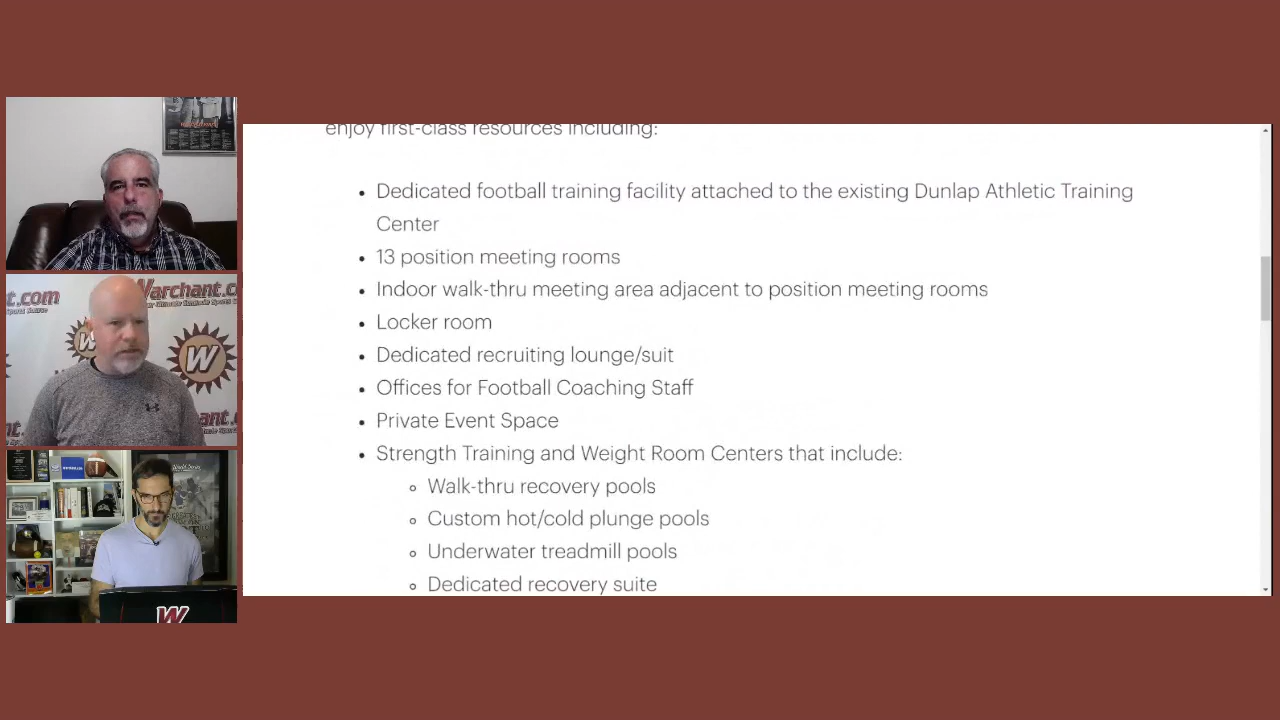 enjoy first-class resources including:
• Dedicated football training facility attached to the existing Dunlap Athletic Training
Center
• 13 position meeting rooms
• Indoor walk-thru meeting area adjacent to position meeting rooms
• Locker room
• Dedicated recruiting lounge/suit
• Offices for Football Coaching Staff
• Private Event Space
• Strength Training and Weight Room Centers that include:
◦ Walk-thru recovery pools
◦ Custom hot/cold plunge pools
◦ Underwater treadmill pools
◦ Dedicated recovery suite
t.com
Warchant.c
W
W